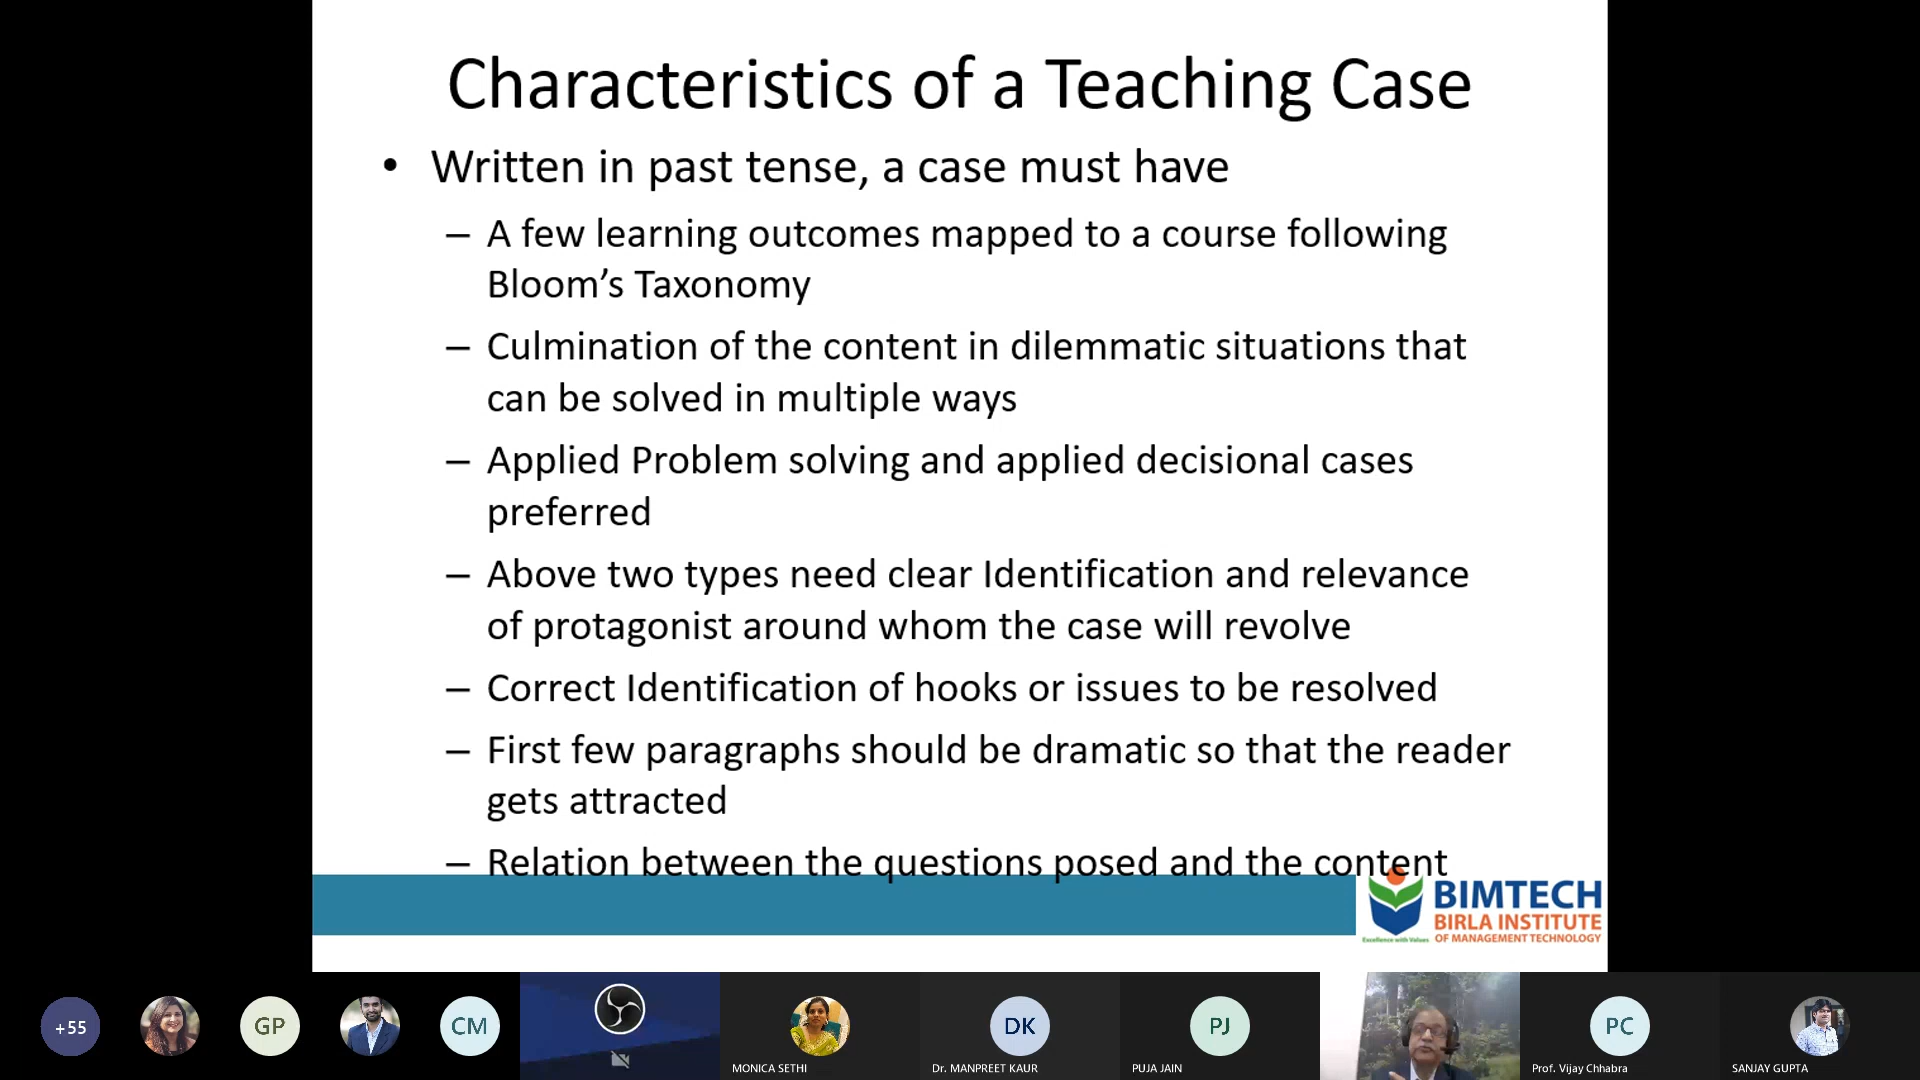 Characteristics of a Teaching Case
• Written in past tense, a case must have
– A few learning outcomes mapped to a course following
Bloom’s Taxonomy
– Culmination of the content in dilemmatic situations that
can be solved in multiple ways
– Applied Problem solving and applied decisional cases
preferred
– Above two types need clear Identification and relevance
of protagonist around whom the case will revolve
– Correct Identification of hooks or issues to be resolved
– First few paragraphs should be dramatic so that the reader
gets attracted
– Relation between the questions posed and the content
BIMTECH
BIRLA INSTITUTE
OF MANAGEMENT TECHNOLOGY
Excellence with Values
+55
GP
CM
DK
PJ
PC
MONICA SETHI
Dr. MANPREET KAUR
PUJA JAIN
Prof. Vijay Chhabra
SANJAY GUPTA